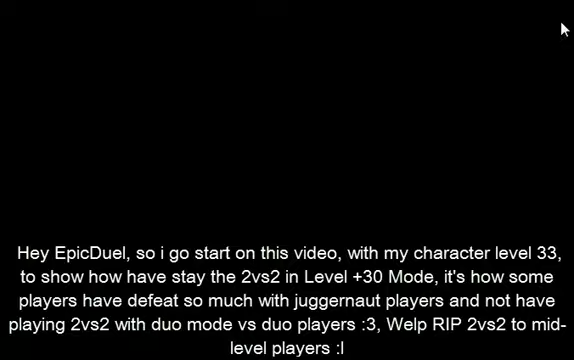 Hey EpicDuel, so i go start on this video, with my character level 33,
to show how have stay the 2vs2 in Level +30 Mode, it's how some
players have defeat so much with juggernaut players and not have
playing 2vs2 with duo mode vs duo players :3, Welp RIP 2vs2 to mid-
level players :l